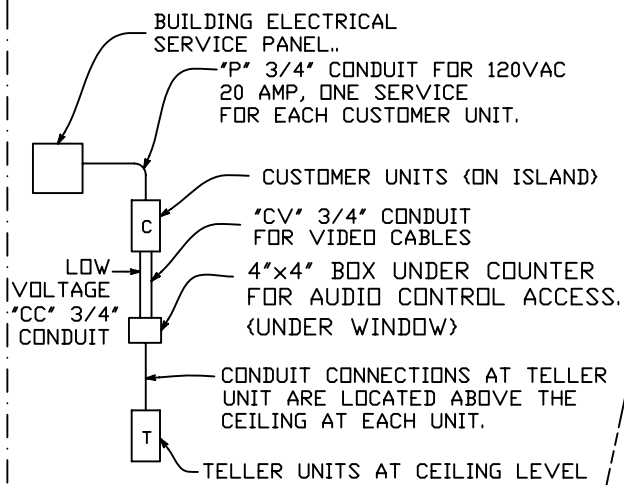 BUILDING ELECTRICAL
SERVICE PANEL..
"P" 3/4" CONDUIT FOR 120VAC
20 AMP, ONE SERVICE
FOR EACH CUSTOMER UNIT.
CUSTOMER UNITS (ON ISLAND)
C
"CV" 3/4" CONDUIT
FOR VIDEO CABLES
LOW
VOLTAGE
"CC" 3/4"
CONDUIT
4"x4" BOX UNDER COUNTER
FOR AUDIO CONTROL ACCESS.
(UNDER WINDOW)
CONDUIT CONNECTIONS AT TELLER
UNIT ARE LOCATED ABOVE THE
CEILING AT EACH UNIT.
T
TELLER UNITS AT CEILING LEVEL